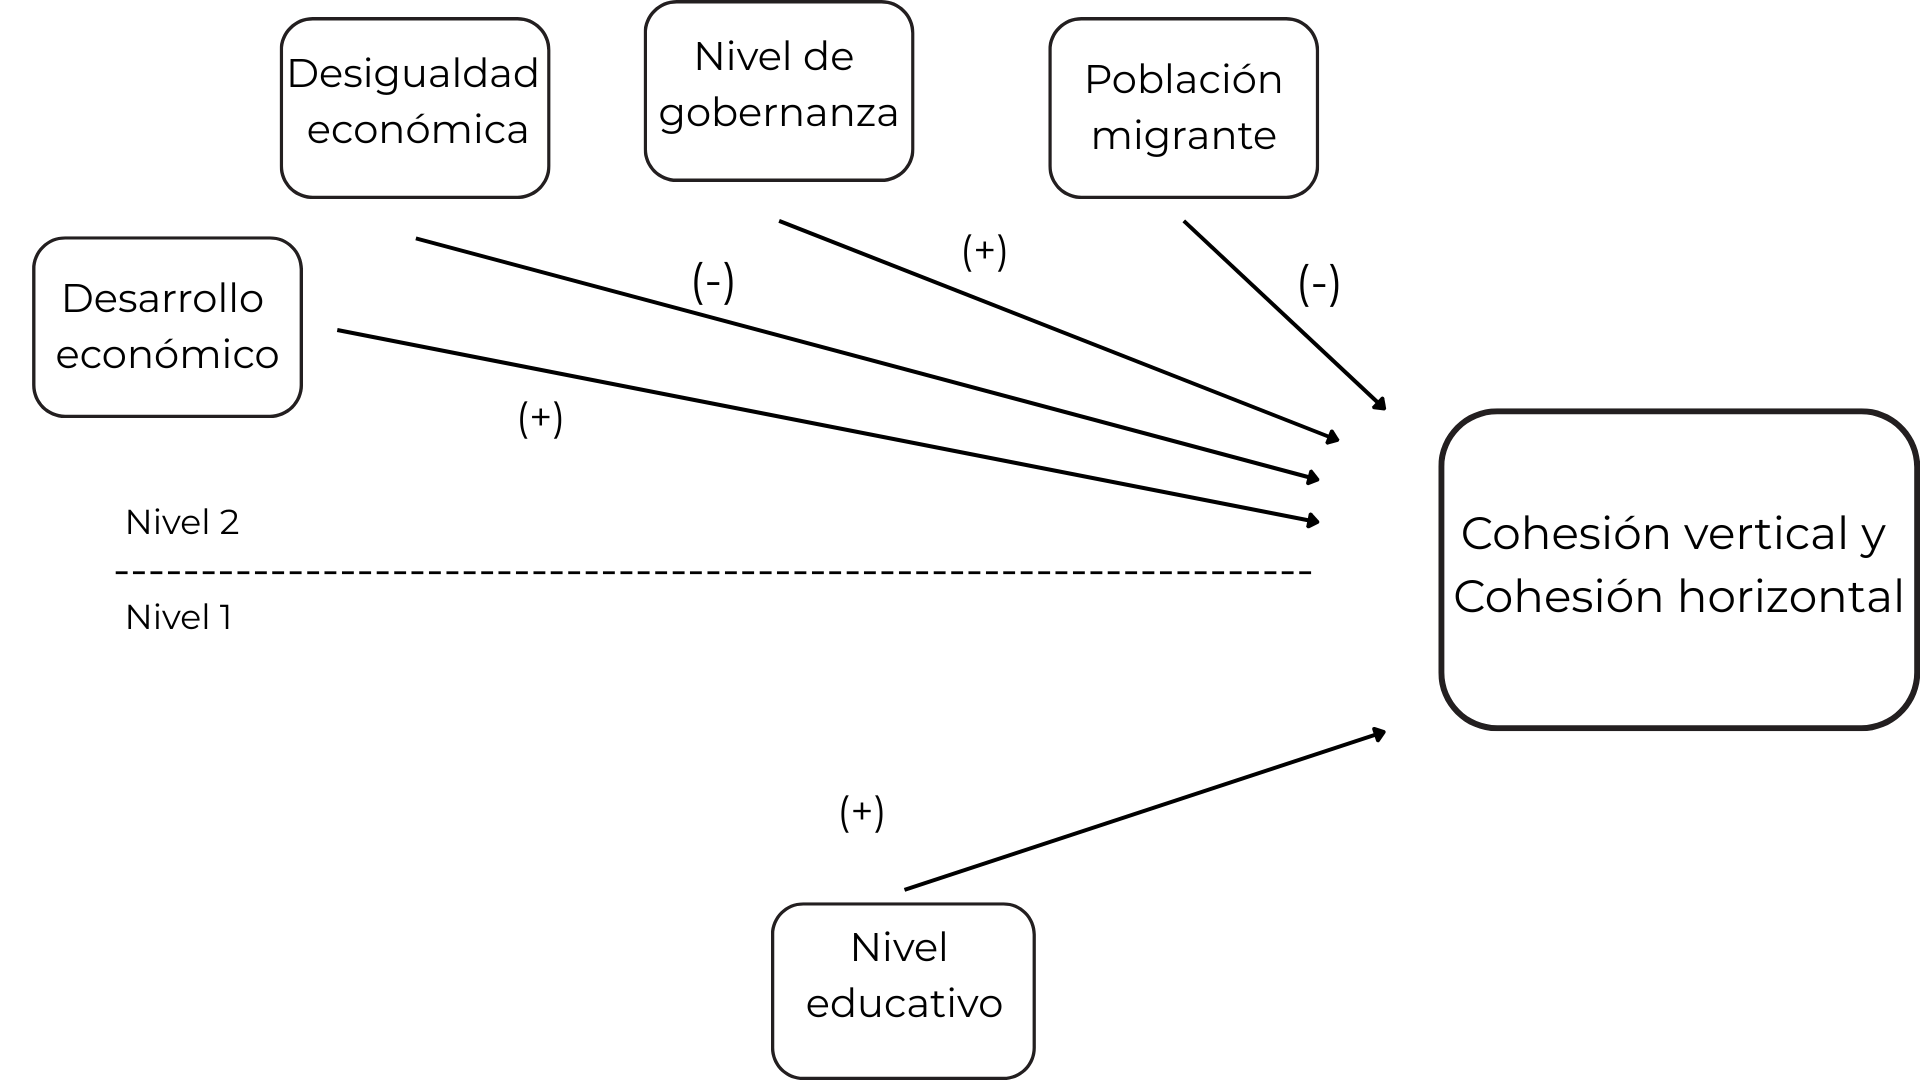 Desigualdad
económica
Nivel de
gobernanza
Población
migrante
(+)
(-)
(-)
Desarrollo
económico
(+)
Nivel 2
Cohesión vertical y
Cohesión horizontal
Nivel 1
(+)
Nivel
educativo